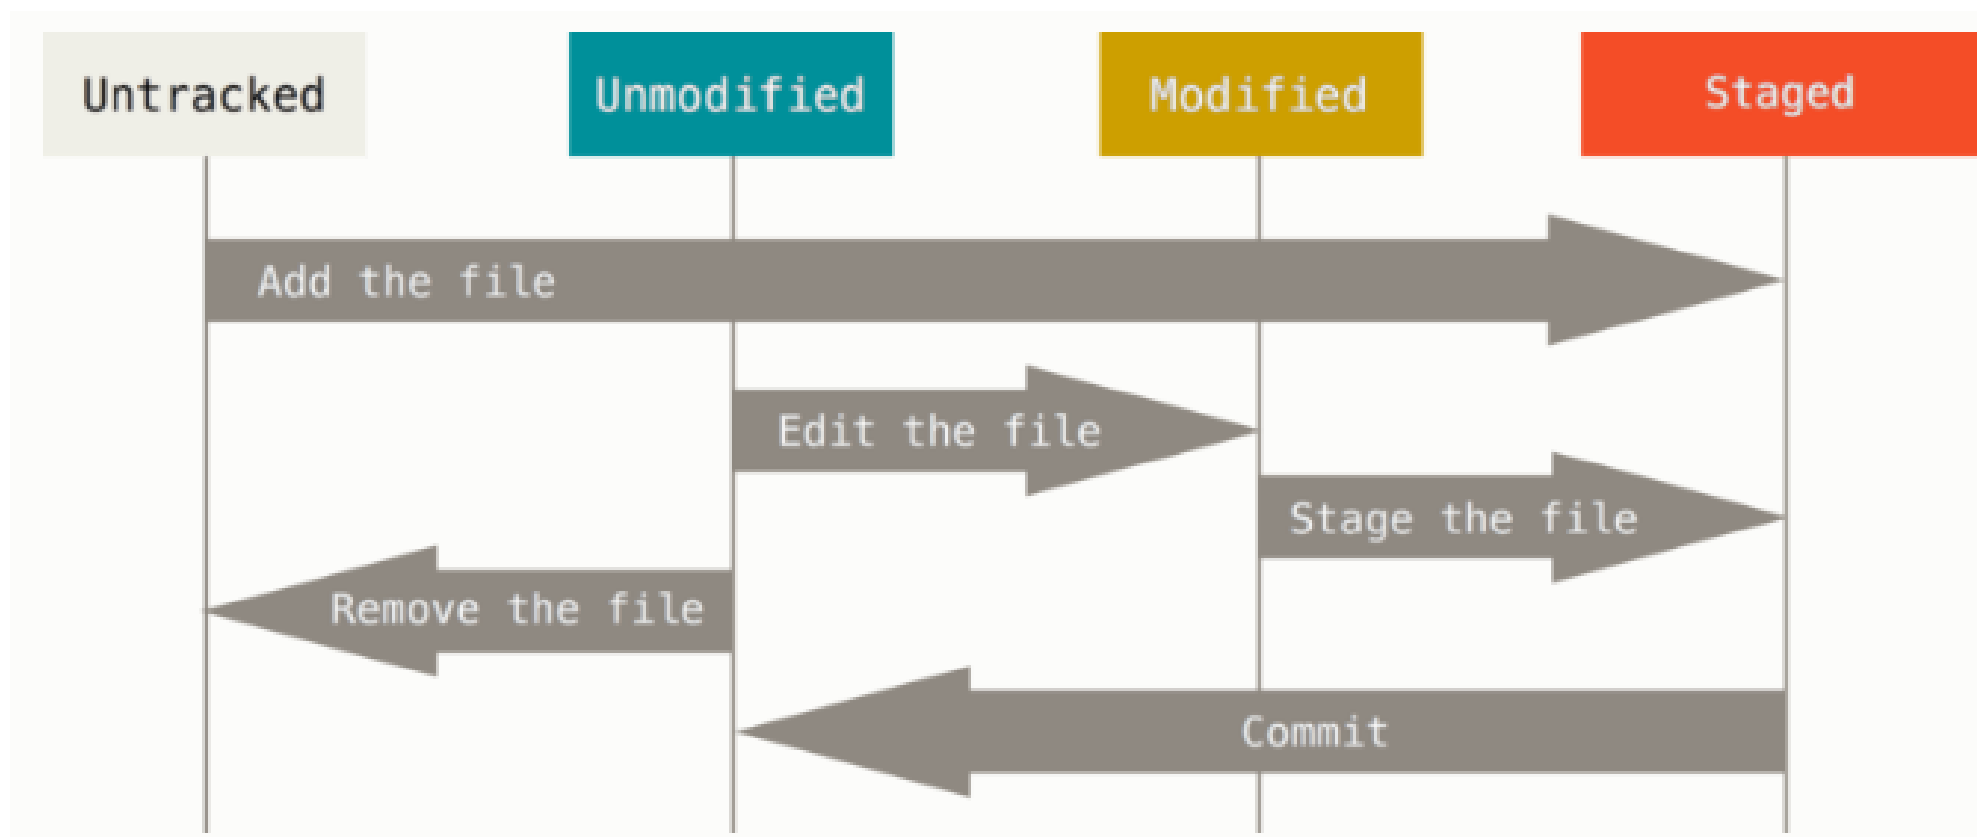 Untracked
Unmodified
Modified
Staged
Add the file
Edit the file
Stage the file
Remove the file
Commit